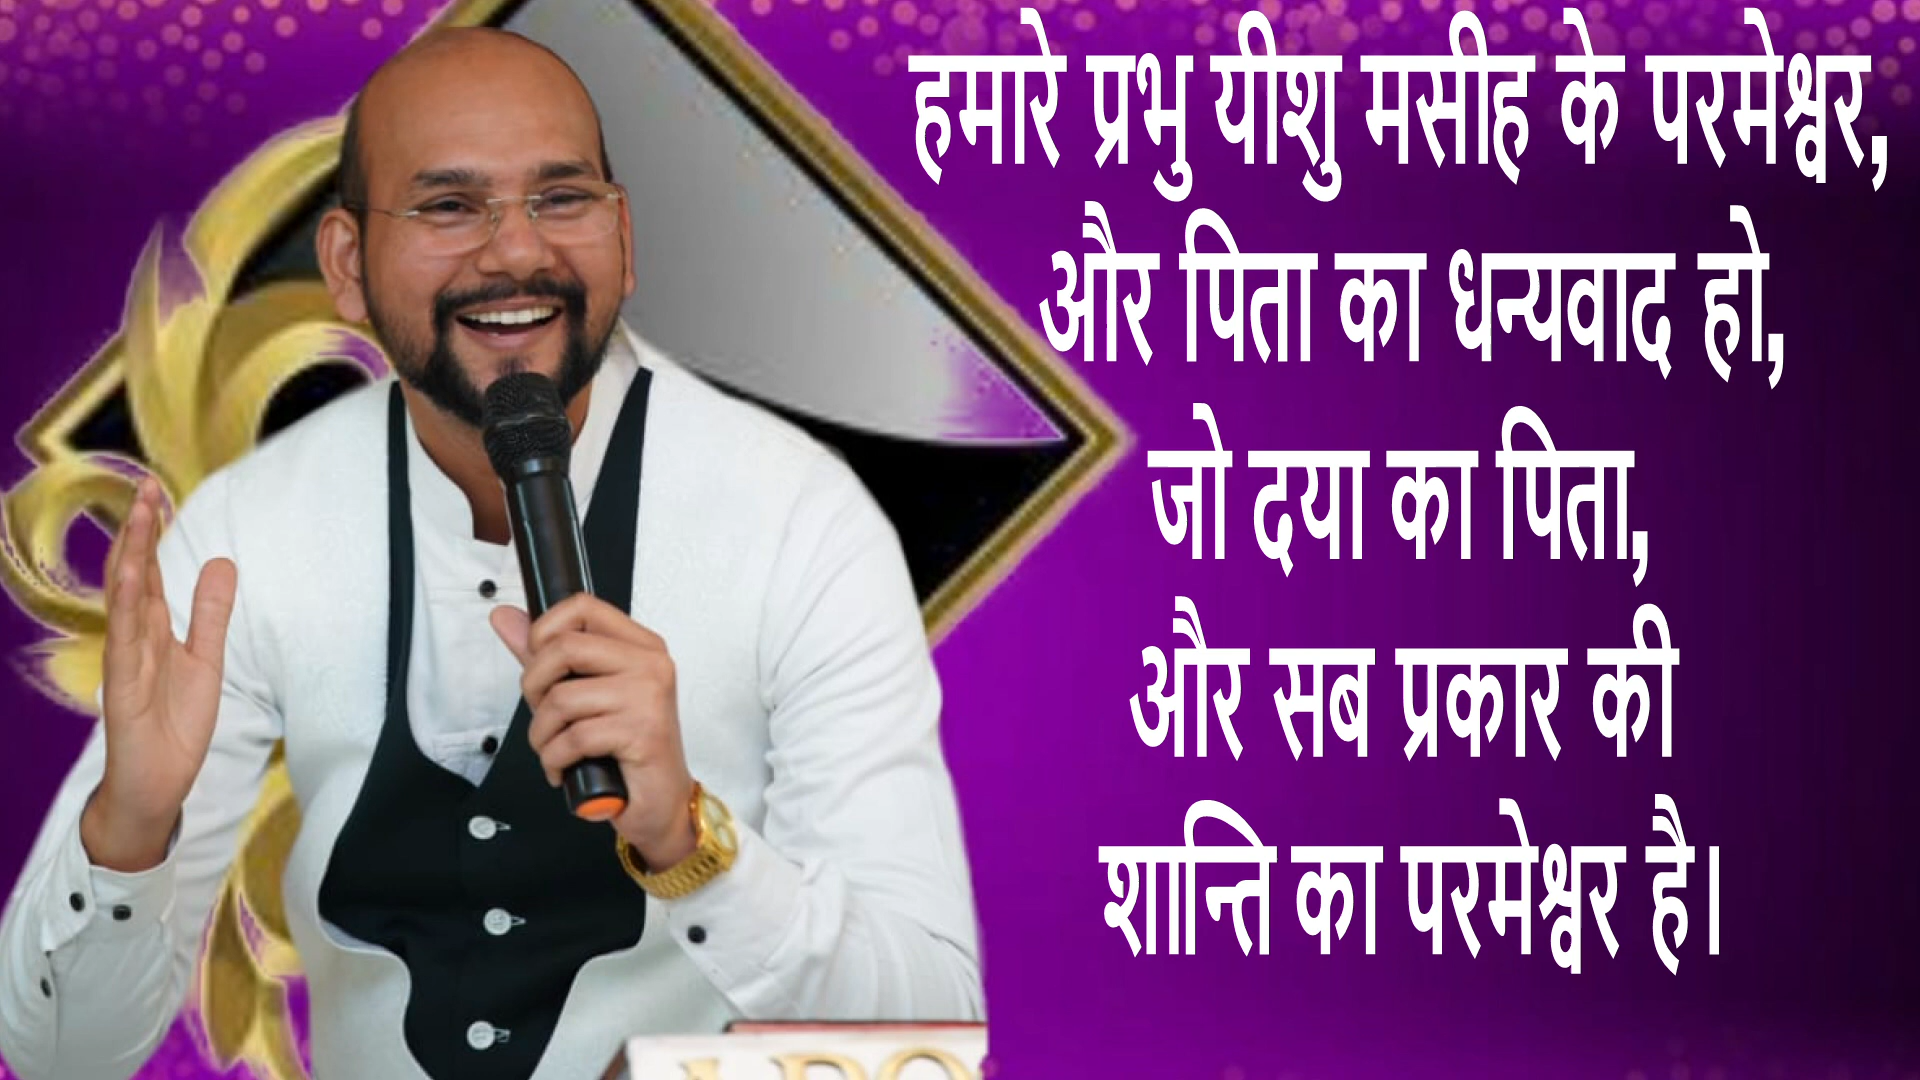 हमारे प्रभु यीशु मसीह के परमेश्वर,
और पिता का धन्यवाद हो,
जो दया का पिता,
और सब प्रकार की
शान्ति का परमेश्वर है।